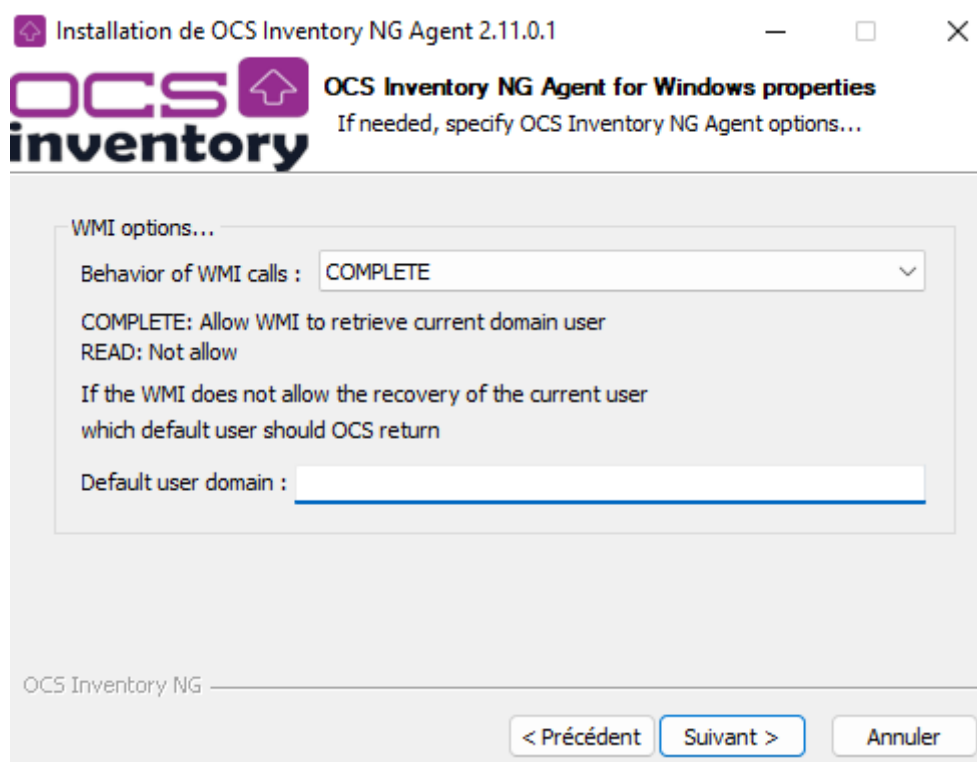 Installation de OCS Inventory NG Agent 2.11.0.1
OCS
inventory
OCS Inventory NG Agent for Windows properties
If needed, specify OCS Inventory NG Agent options...
WMI options...
Behavior of WMI calls : COMPLETE
COMPLETE: Allow WMI to retrieve current domain user
READ: Not allow
If the WMI does not allow the recovery of the current user
which default user should OCS return
Default user domain :
OCS Inventory NG
< Précédent Suivant > Annuler